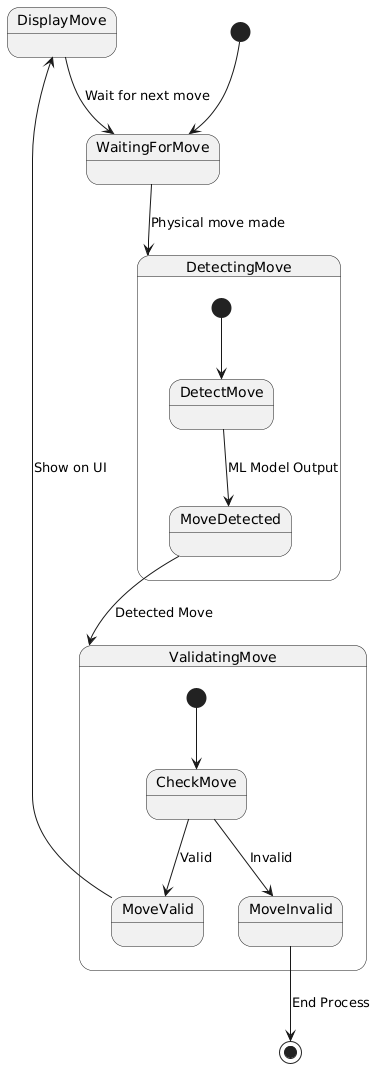 DisplayMove
Wait for next move
WaitingForMove
Physical move made
DetectingMove
DetectMove
ML Model Output
MoveDetected
Show on UI
Detected Move
ValidatingMove
CheckMove
Valid
Invalid
MoveValid
MoveInvalid
End Process